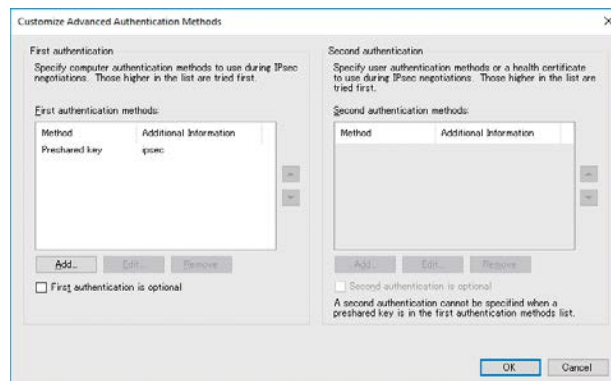 Customize Advanced Authentication Methods
First authentication
Specify computer authentication methods to use during IPsec
negotiations. Those higher in the list are tried first.
First authentication methods:
Method Additional Information
Preshared key ipsec
Add... Edit... Remove
First authentication is optional
Second authentication
Specify user authentication methods or a health certificate
to use during IPsec negotiations. Those higher in the list are
tried first.
Second authentication methods:
Method Additional Information
Add... Edit... Remove
Second authentication is optional
A second authentication cannot be specified when a
preshared key is in the first authentication methods list.
OK Cancel